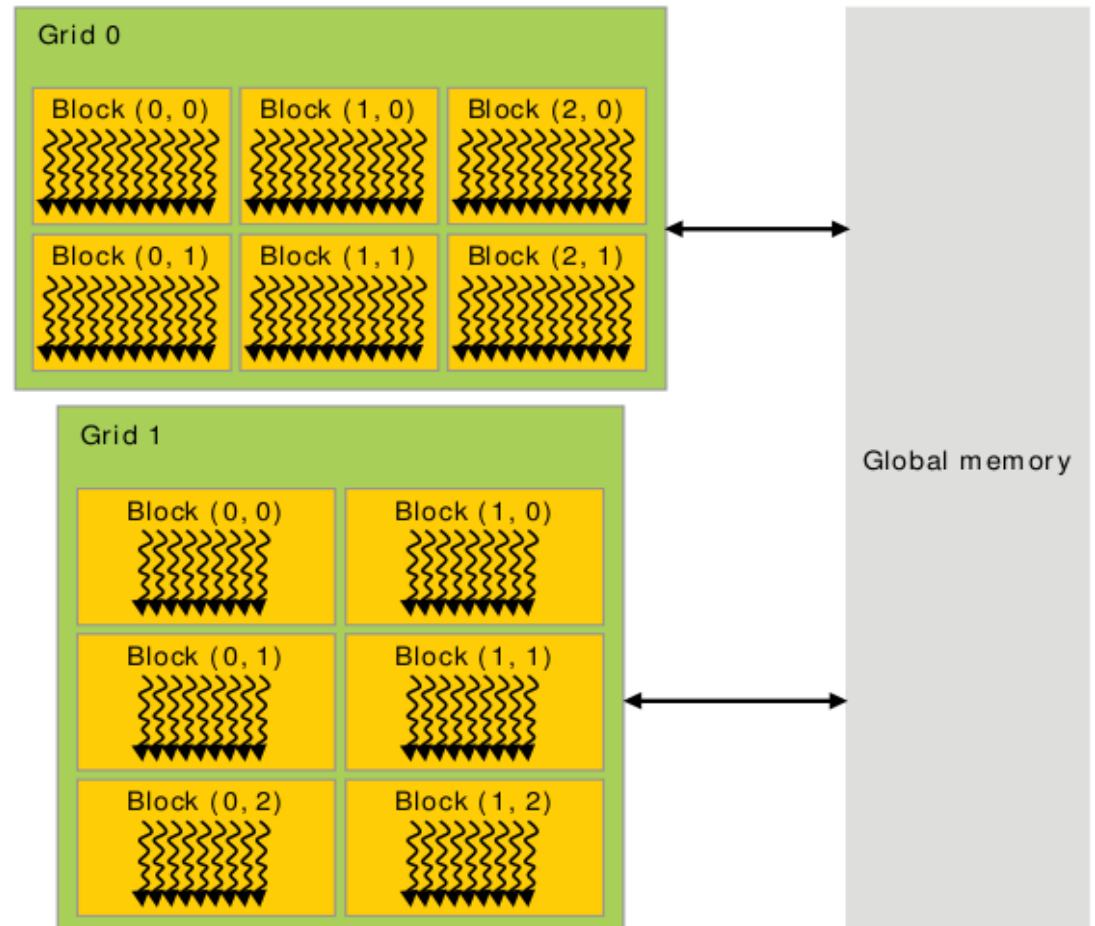 Grid 0
Block (0, 0) Block (1, 0) Block (2, 0)
Block (0, 1) Block (1, 1) Block (2, 1)
Grid 1
Block (0, 0) Block (1, 0)
Block (0, 1) Block (1, 1)
Block (0, 2) Block (1, 2)
Global memory